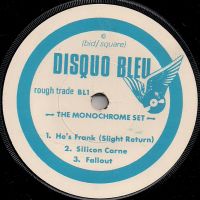 (bid/square)
DISQUO BLEU
rough trade BL1
THE MONOCHROME SET
1. He's Frank (Slight Return)
2. Silicon Carne
3. Fallout